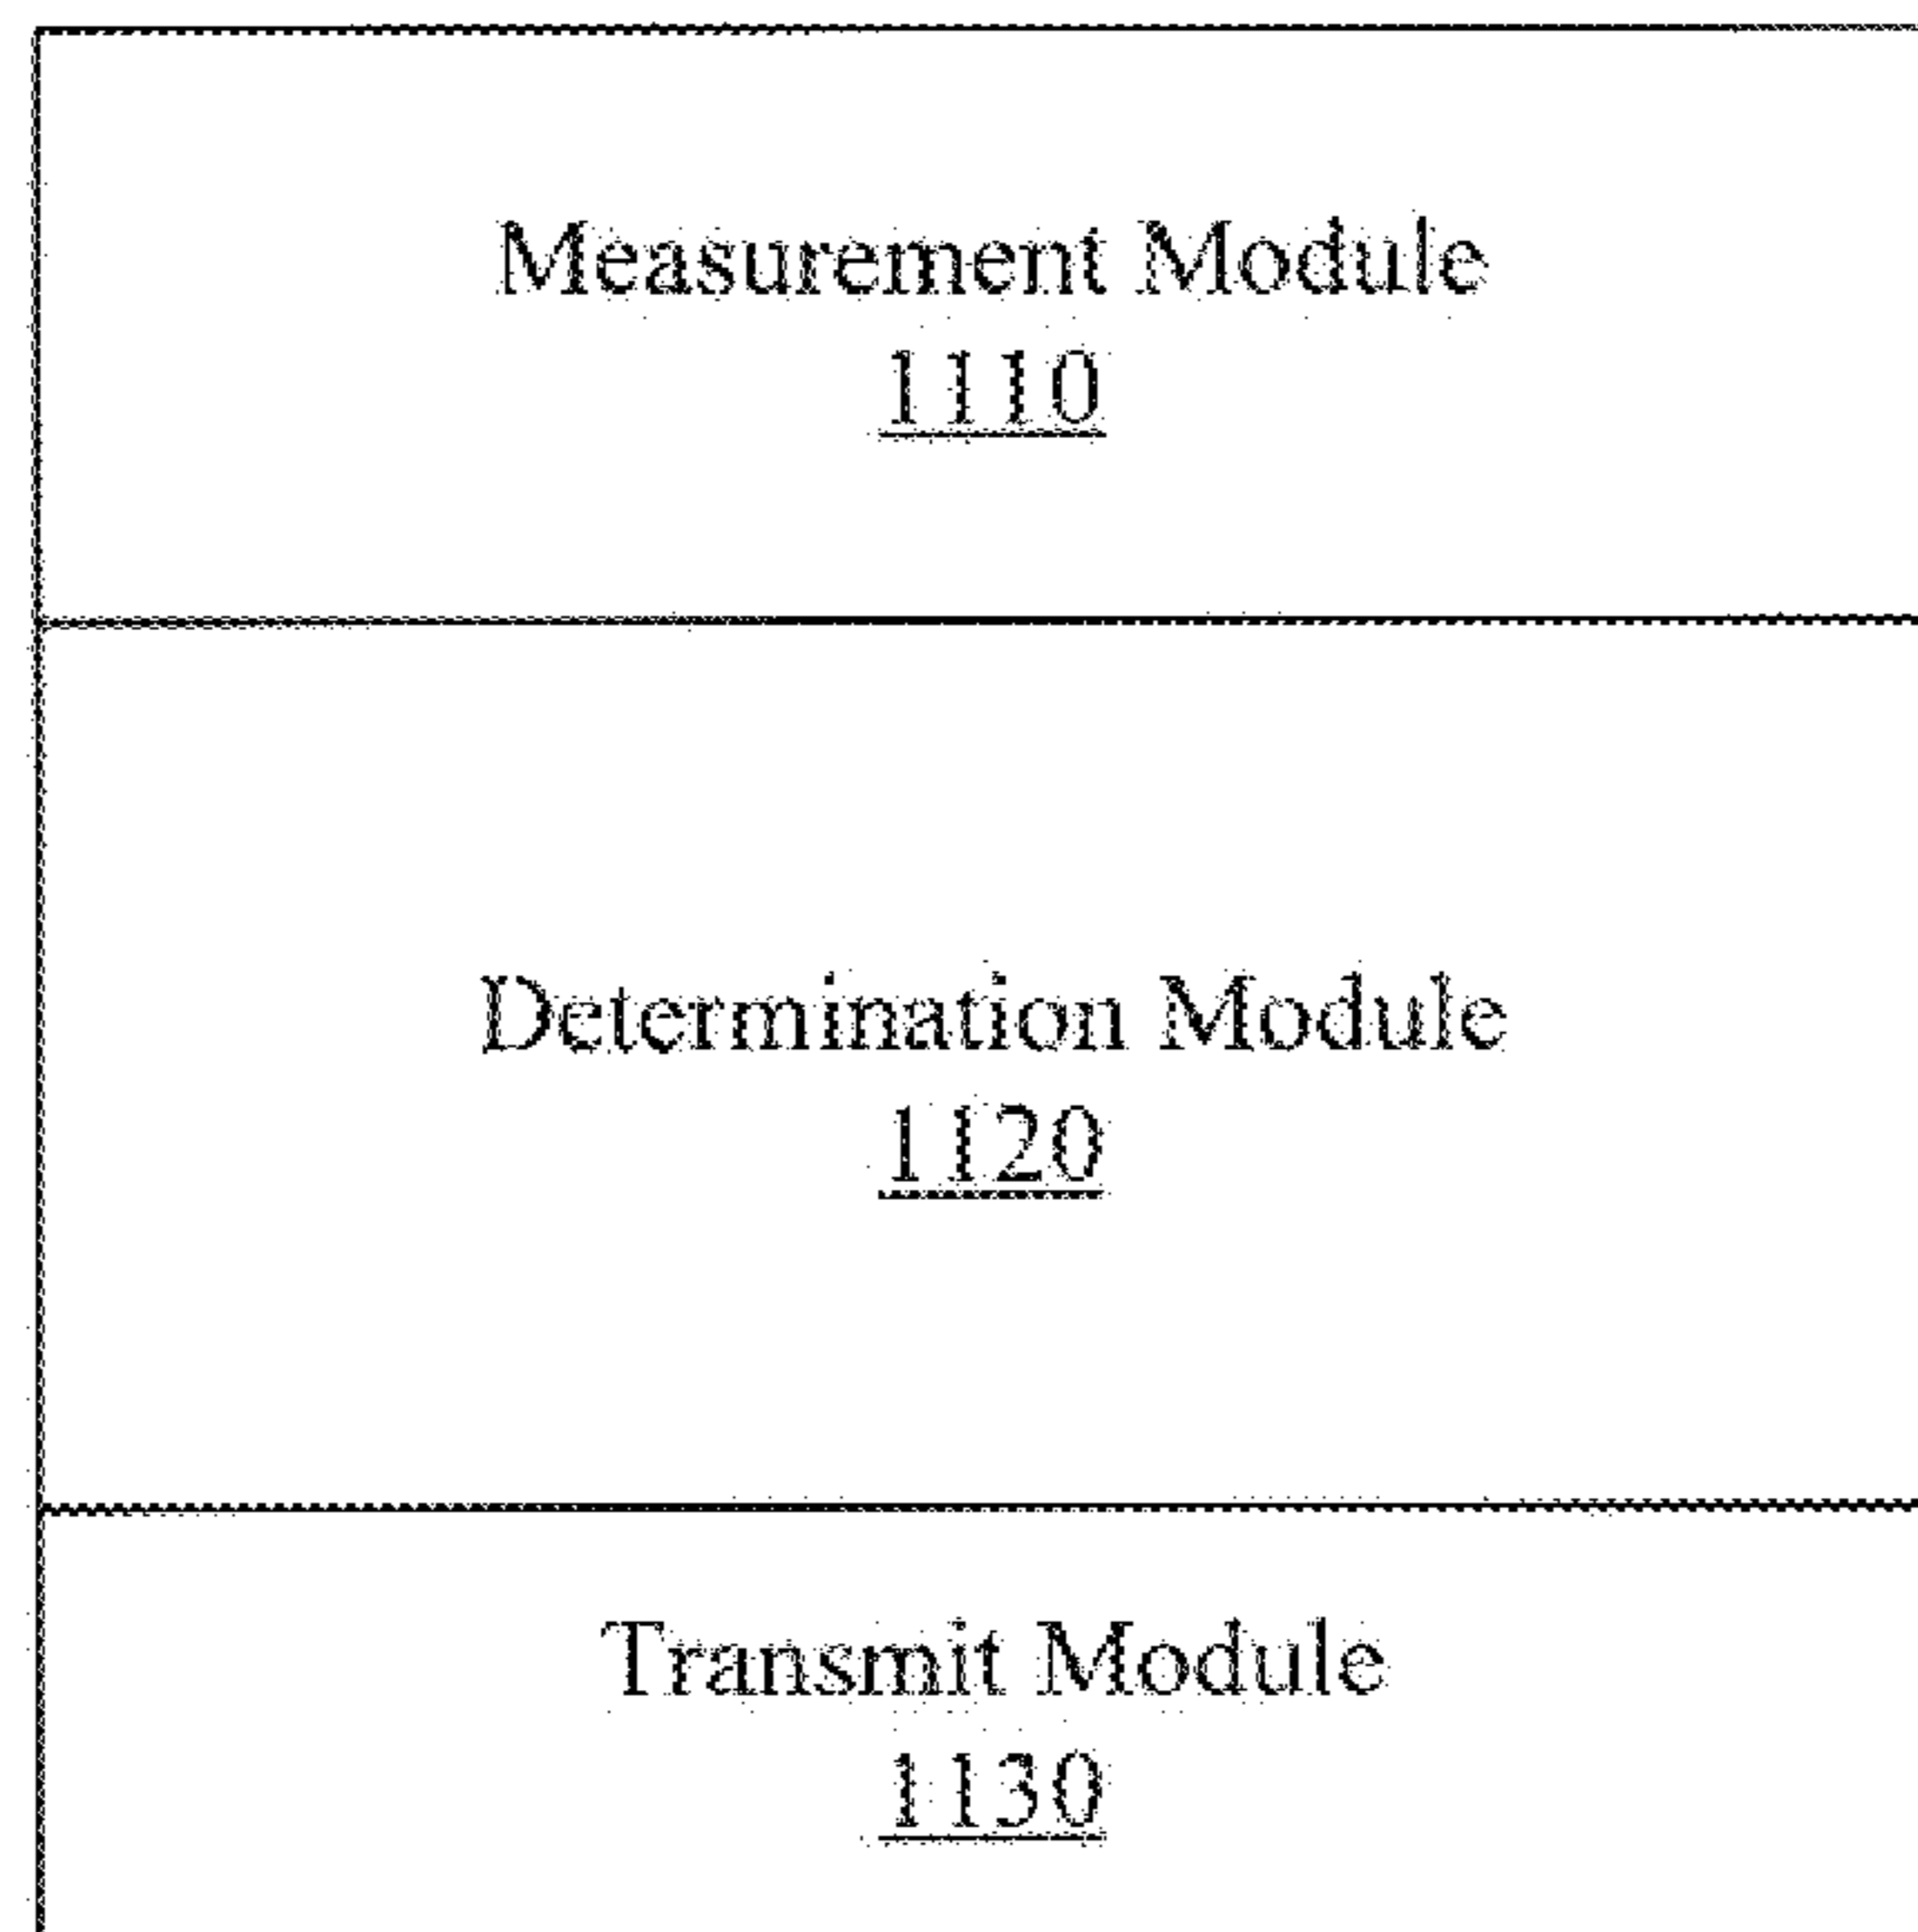 Measurement Module
1110
Determination Module
1120
Transmit Module
1130